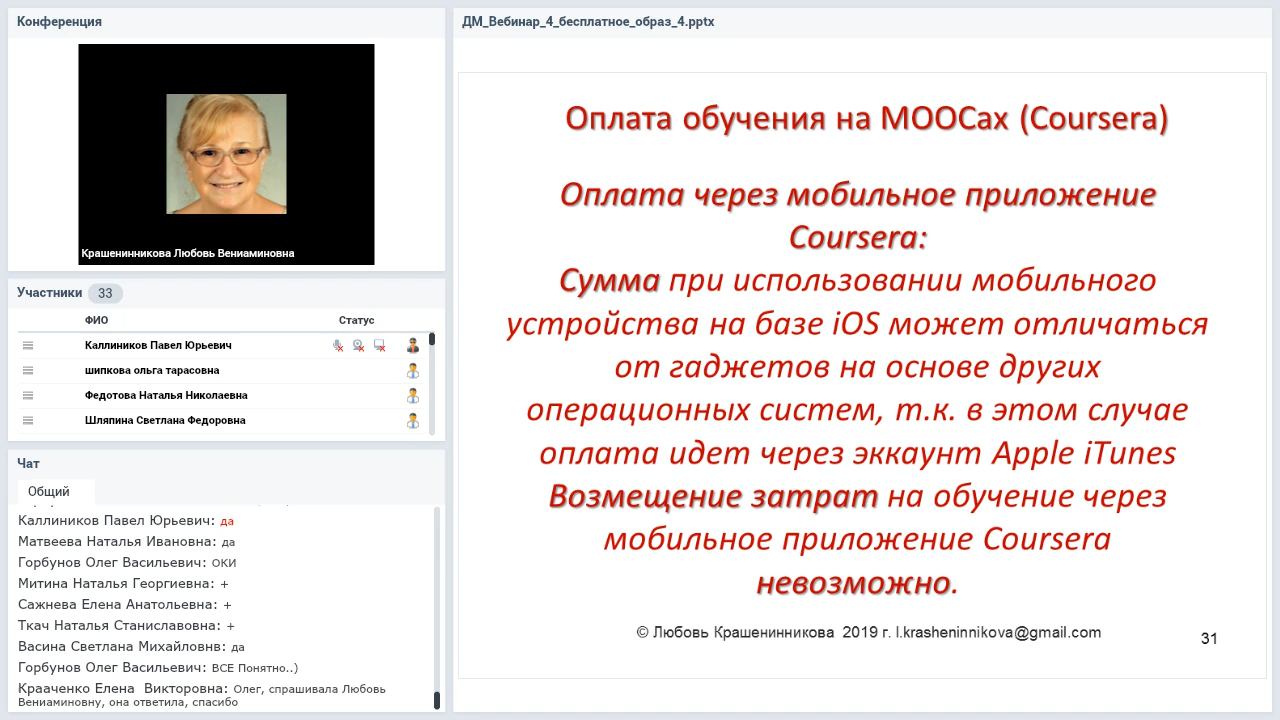 Конференция
Крашенинникова Любовь Вениаминовна
Участники 33
ФИО Статус
Каллиников Павел Юрьевич
шипкова ольга тарасовна
Федотова Наталья Николаевна
Шляпина Светлана Федоровна
Чат
Общий
Каллиников Павел Юрьевич: да
Матвеева Наталья Ивановна: да
Горбунов Олег Васильевич: ОКИ
Митина Наталья Георгиевна: +
Сажнева Елена Анатольевна: +
Ткач Наталья Станиславовна: +
Васина Светлана Михайловнв: да
Горбунов Олег Васильевич: ВСЕ Понятно..)
Крааченко Елена Викторовна: Олег, спрашивала Любовь
Вениаминовну, она ответила, спасибо
ДМ_Вебинар_4_бесплатное_образ_4.pptx
Оплата обучения на МООСах (Coursera)
Оплата через мобильное приложение
Coursera:
Сумма при использовании мобильного
устройства на базе iOS может отличаться
от гаджетов на основе других
операционных систем, т.к. в этом случае
оплата идет через эккаунт Apple iTunes
Возмещение затрат на обучение через
мобильное приложение Coursera
невозможно.
© Любовь Крашенинникова 2019 г. l.krasheninnikova@gmail.com
31